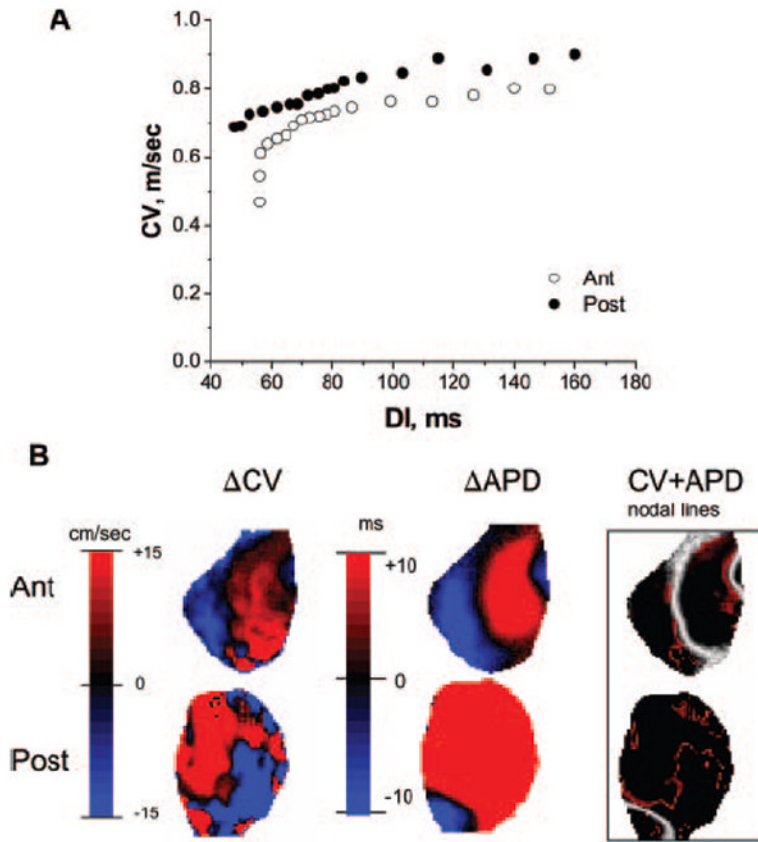 A
CV, m/sec
1.0
0.8
0.6
0.4
0.2
0.0
Ant
Post
40 60 80 100 120 140 160 180
DI, ms
B
ΔCV ΔAPD CV+APD
nodal lines
cm/sec ms
+15 +10
Ant
0 0
Post
-15 -10